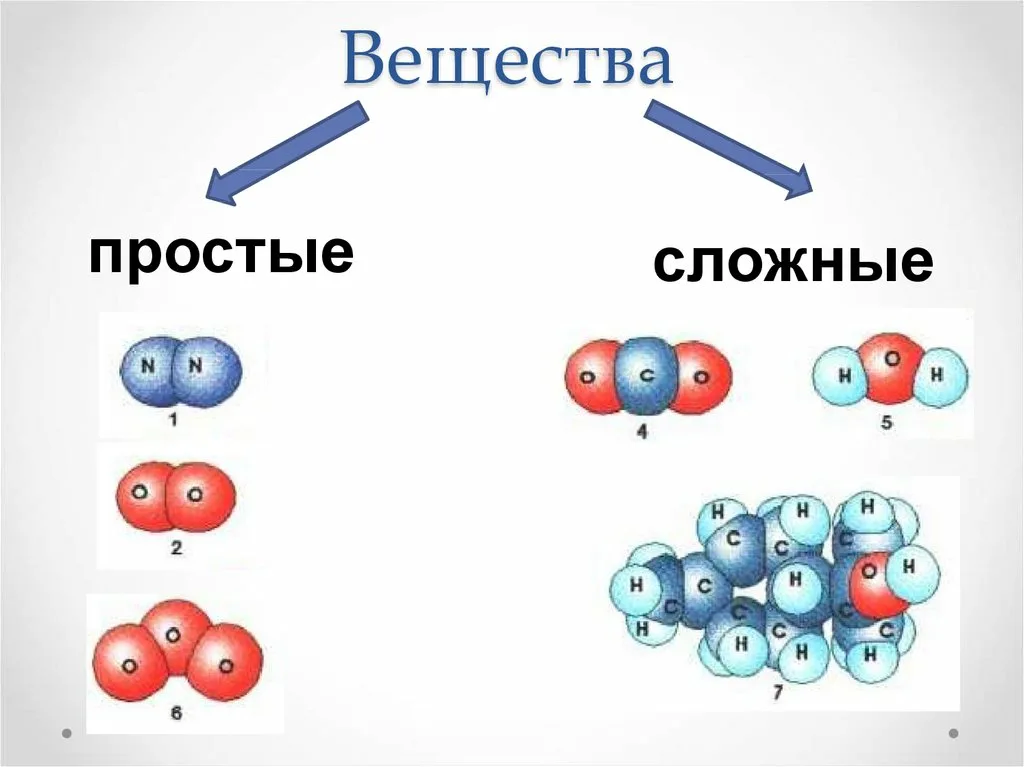 Вещества
простые
сложные
N N
1
O O
2
O O O
6
O C O
4
H O H
5
H H H
C C C
H C H O H
C C C
H H C C H H
7